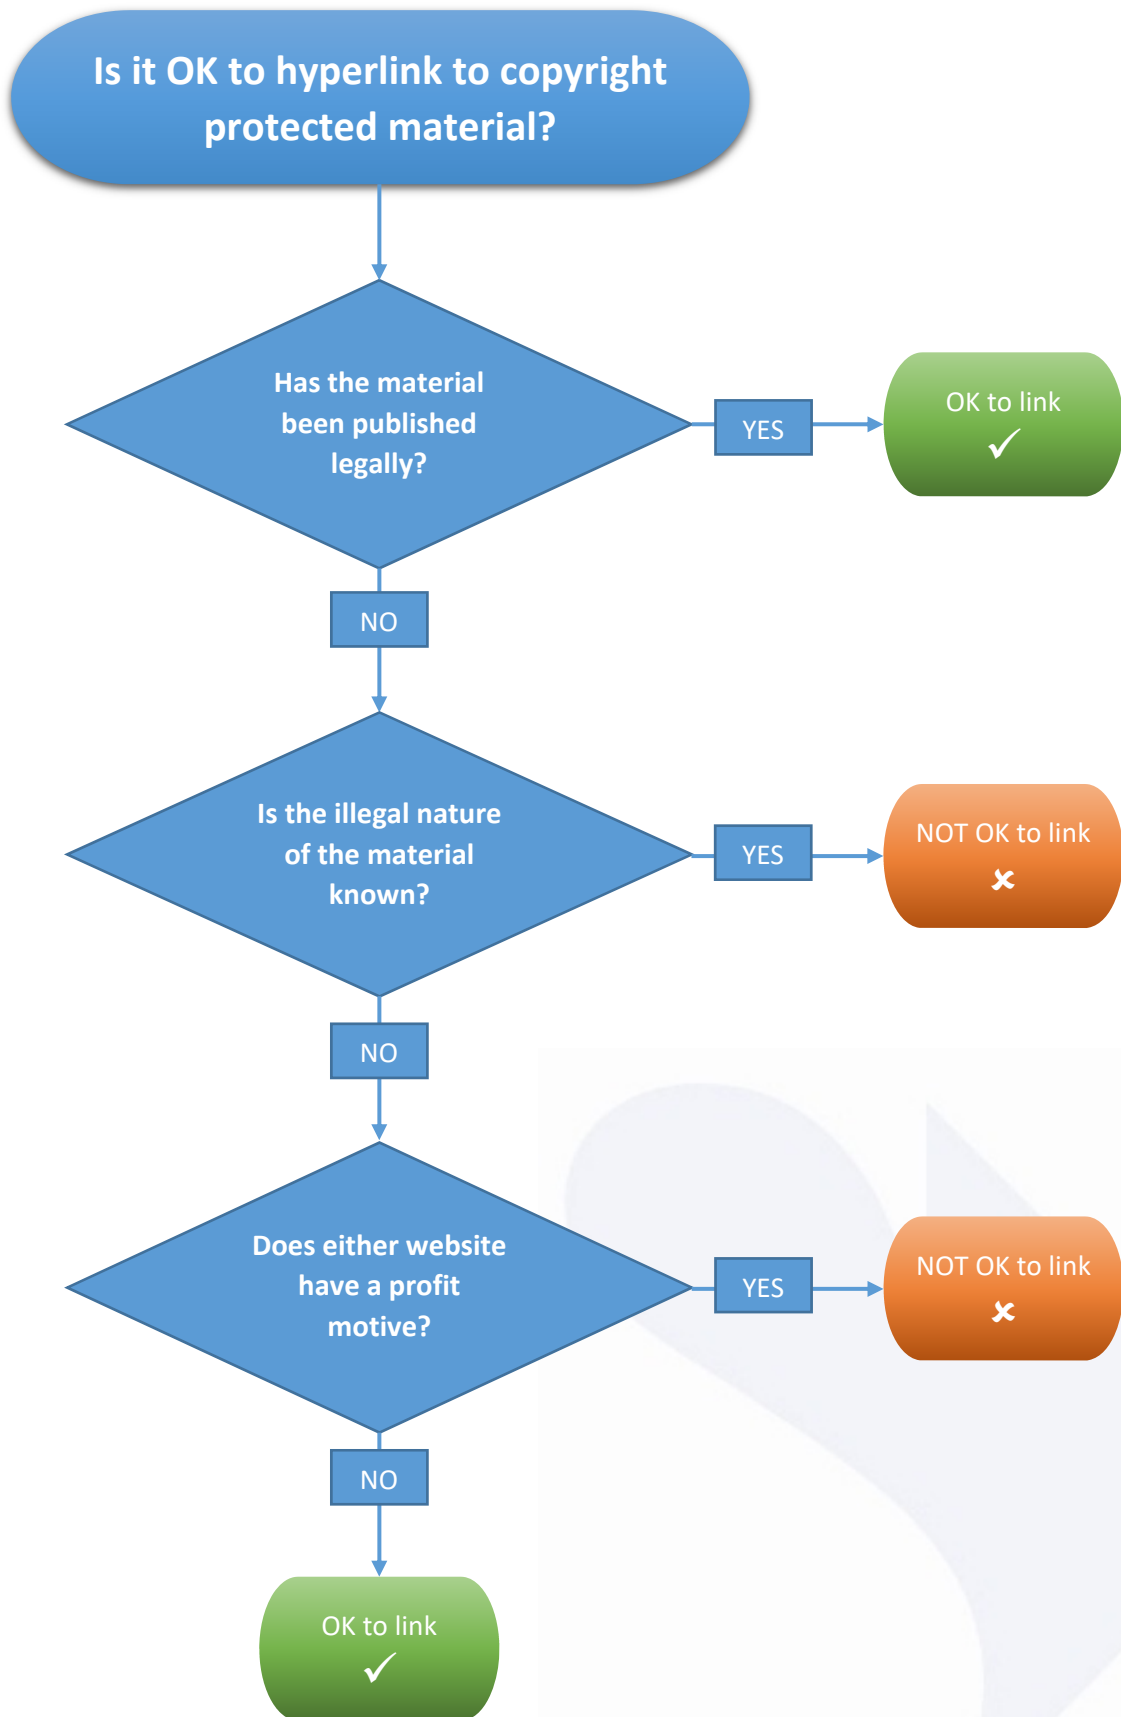 Is it OK to hyperlink to copyright
protected material?
Has the material
been published
legally?
YES
OK to link
✓
NO
Is the illegal nature
of the material
known?
YES
NOT OK to link
✘
NO
Does either website
have a profit
motive?
YES
NOT OK to link
✘
NO
OK to link
✓